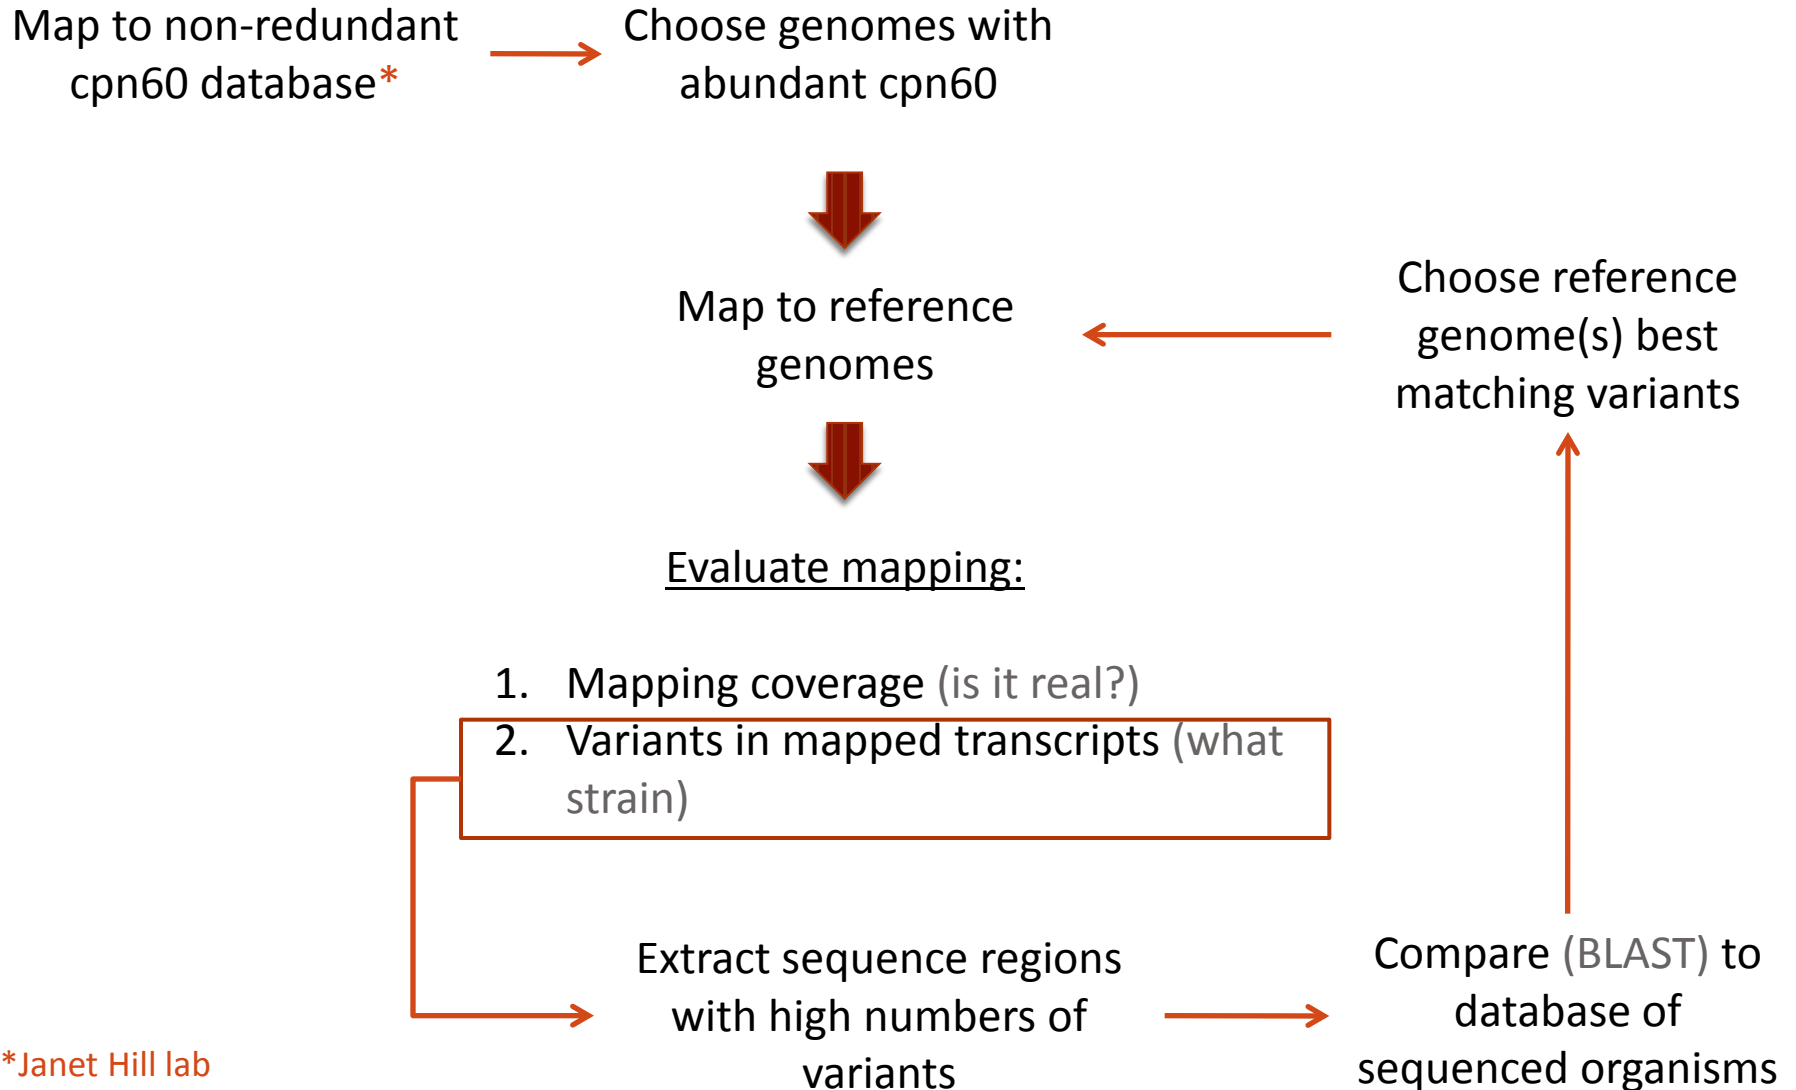 Map to non-redundant
cpn60 database*
Choose genomes with
abundant cpn60
Map to reference
genomes
Choose reference
genome(s) best
matching variants
Evaluate mapping:
1. Mapping coverage (is it real?)
2. Variants in mapped transcripts (what
strain)
Extract sequence regions
with high numbers of
variants
Compare (BLAST) to
database of
sequenced organisms
*Janet Hill lab